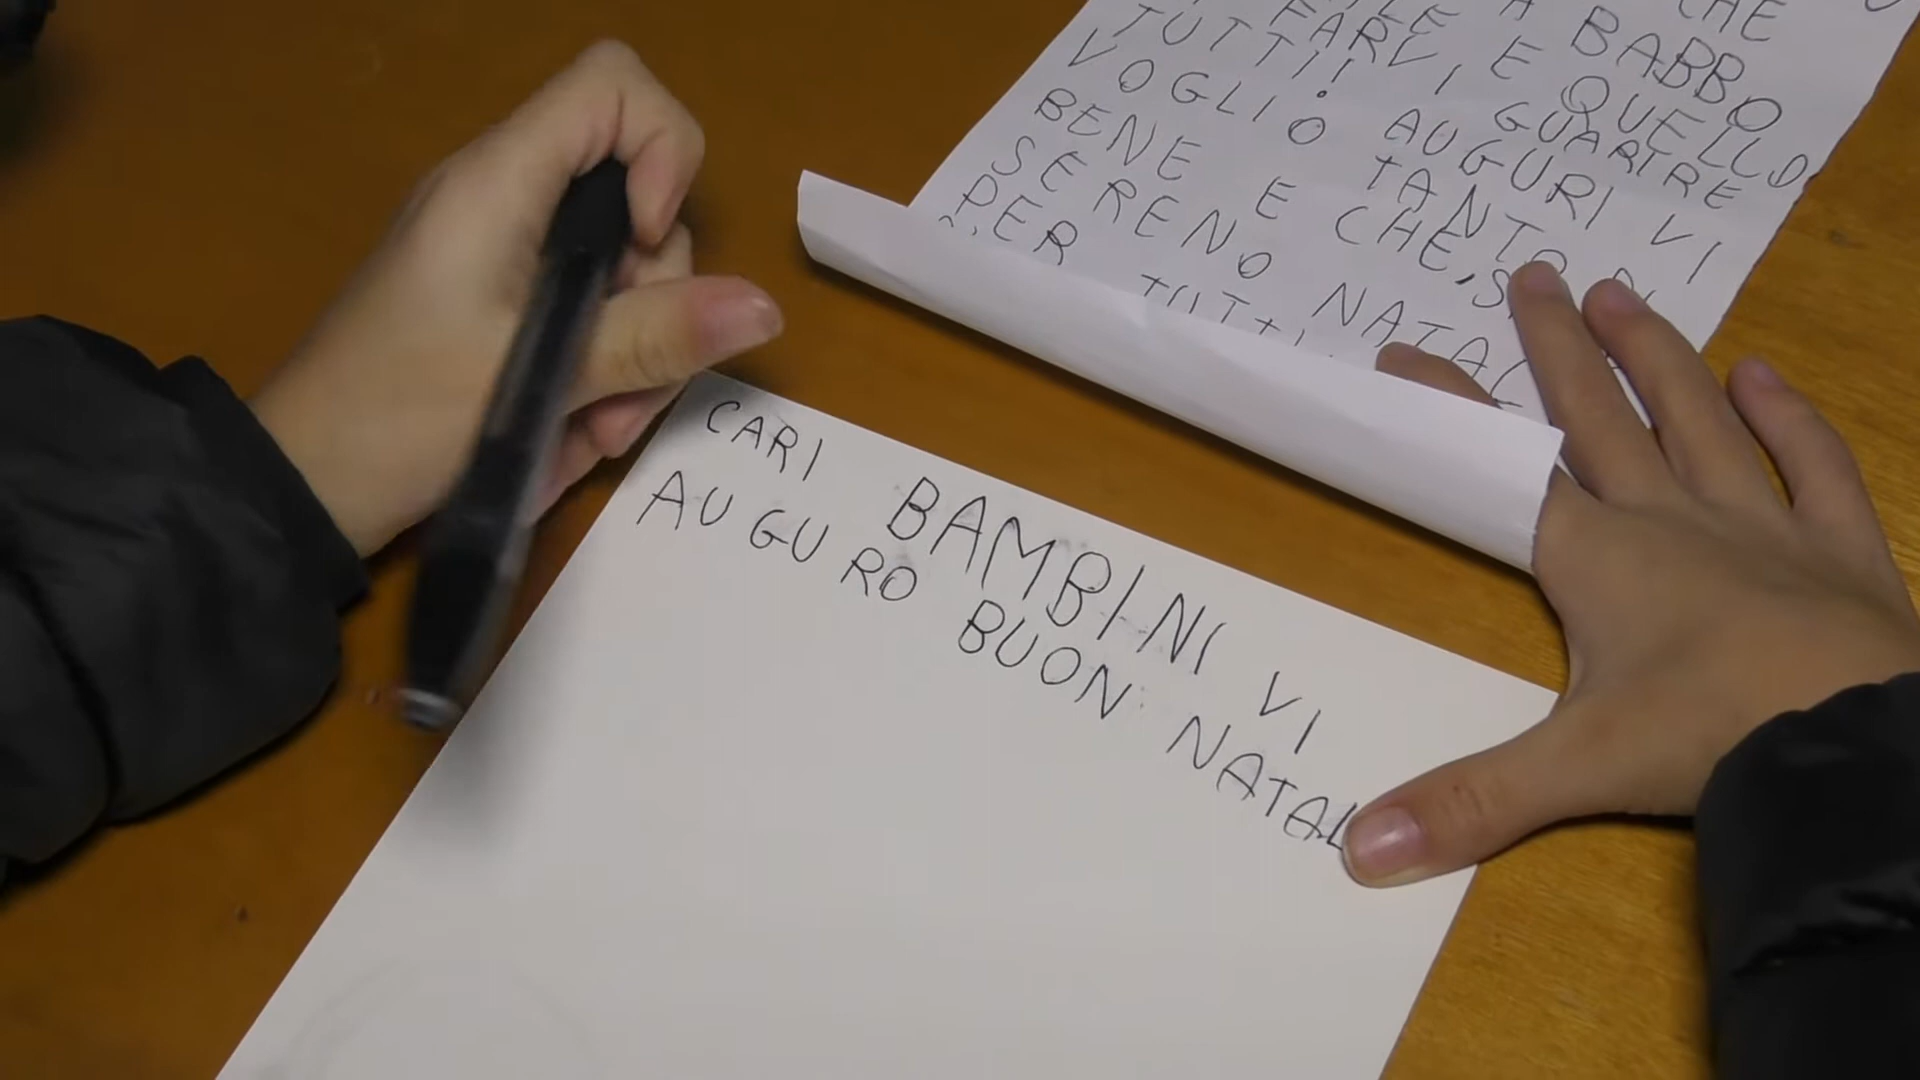 CHE
A BABBO
FARVI E QUELLO
TUTTI! GUARIRE
VOGLIO AUGURI VI
BENE E TANTO
SERENO CHE,
PER NATAL
TUTTI
CARI BAMBINI VI
AUGURO BUON NATAL